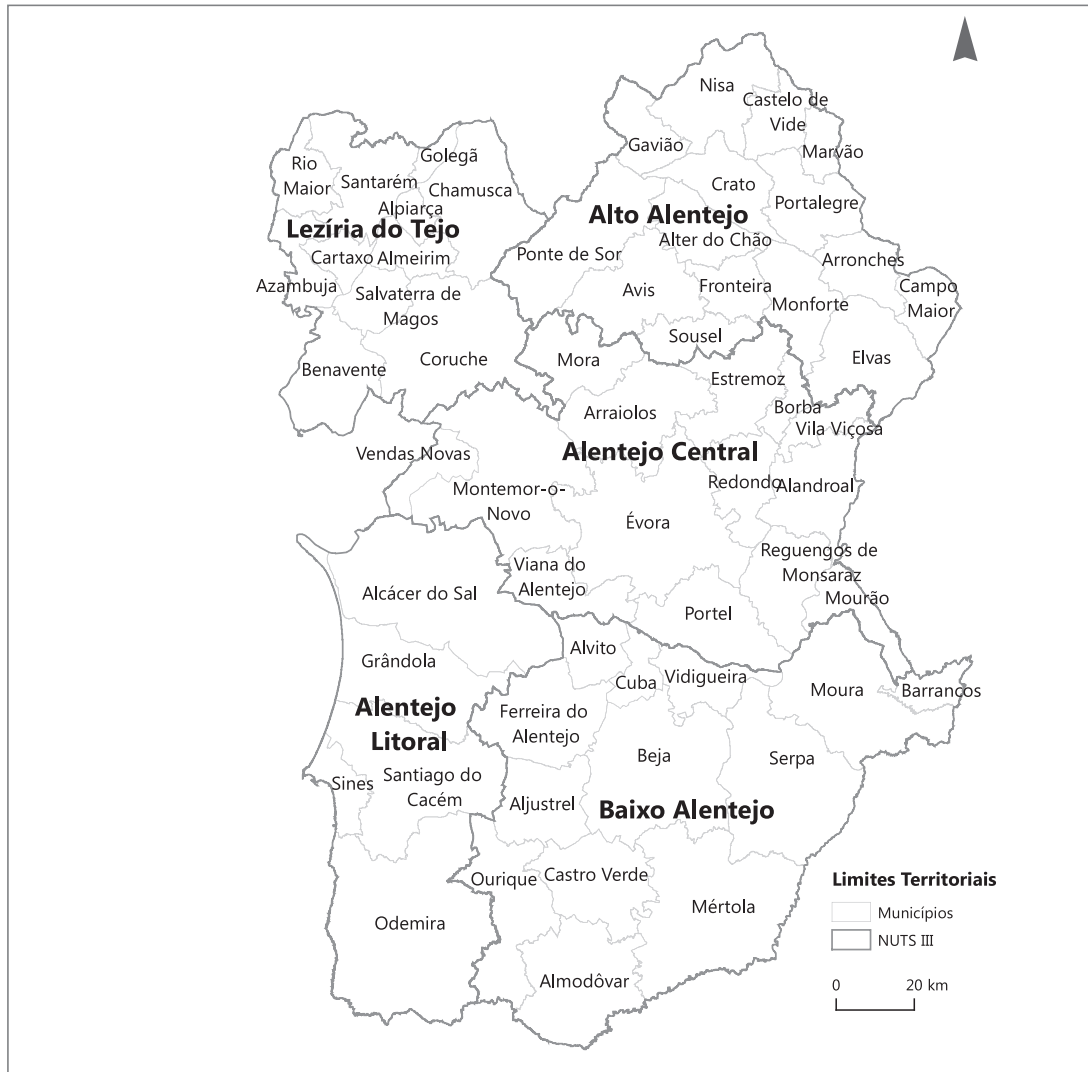 Nisa
Castelo de
Vide
Gavião
Marvão
Golegã
Rio
Maior
Santarém
Chamusca
Crato
Alpiarça
Portalegre
Lezíria do Tejo
Alto Alentejo
Alter do Chão
Ponte de Sor
Cartaxo
Almeirim
Arronches
Azambuja
Salvaterra de
Magos
Avis
Fronteira
Campo
Maior
Monforte
Sousel
Coruche
Mora
Elvas
Benavente
Estremoz
Arraiolos
Borba
Vila Viçosa
Vendas Novas
Alentejo Central
Redondo
Alandroal
Montemor-o-
Novo
Évora
Reguengos de
Monsaraz
Viana do
Alentejo
Mourão
Alcácer do Sal
Portel
Alvito
Grândola
Cuba
Vidigueira
Moura
Barrancos
Alentejo
Litoral
Ferreira do
Alentejo
Beja
Serpa
Sines
Santiago do
Cacém
Aljustrel
Baixo Alentejo
Ourique
Castro Verde
Mértola
Odemira
Almodôvar
Limites Territoriais
Municípios
NUTS III
0 20 km